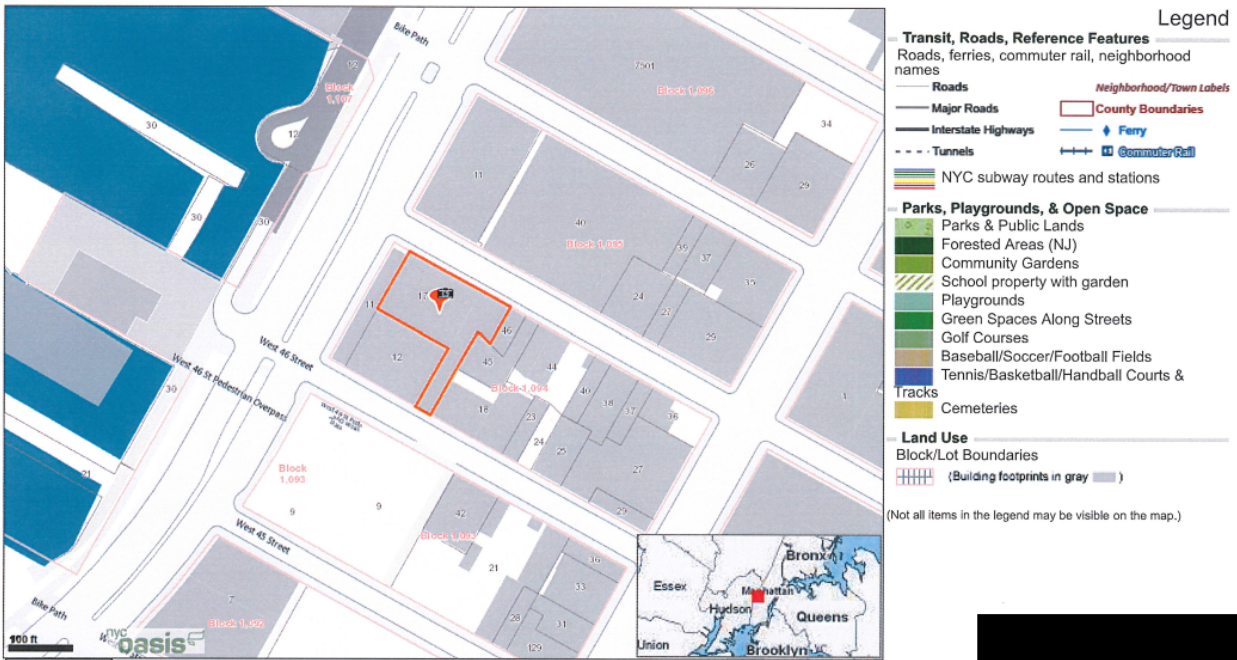 Bike Path
13
Block
1,107
12
30
30
30
7501
Block 1,096
34
26
29
11
40
Block 1,095
39
37
35
24
27
29
17
11
12
46
45
44
Block 1,094
40
38
37
36
18
23
24
25
27
29
1
West 46 Street
West 46 St Pedestrian Overpass
30
21
Block
1,093
9
9
42
Block 1,093
21
36
33
28
129
West 45 Street
7
Block 1,092
Bike Path
100 ft
nyc
oasis
Bronx
Essex
Manhattan
Hudson
Queens
Union
Brooklyn
Legend
Transit, Roads, Reference Features
Roads, ferries, commuter rail, neighborhood
names
Roads
Neighborhood/Town Labels
Major Roads
County Boundaries
Interstate Highways
Ferry
Tunnels
Commuter Rail
NYC subway routes and stations
Parks, Playgrounds, & Open Space
Parks & Public Lands
Forested Areas (NJ)
Community Gardens
School property with garden
Playgrounds
Green Spaces Along Streets
Golf Courses
Baseball/Soccer/Football Fields
Tennis/Basketball/Handball Courts &
Tracks
Cemeteries
Land Use
Block/Lot Boundaries
(Building footprints in gray )
(Not all items in the legend may be visible on the map.)